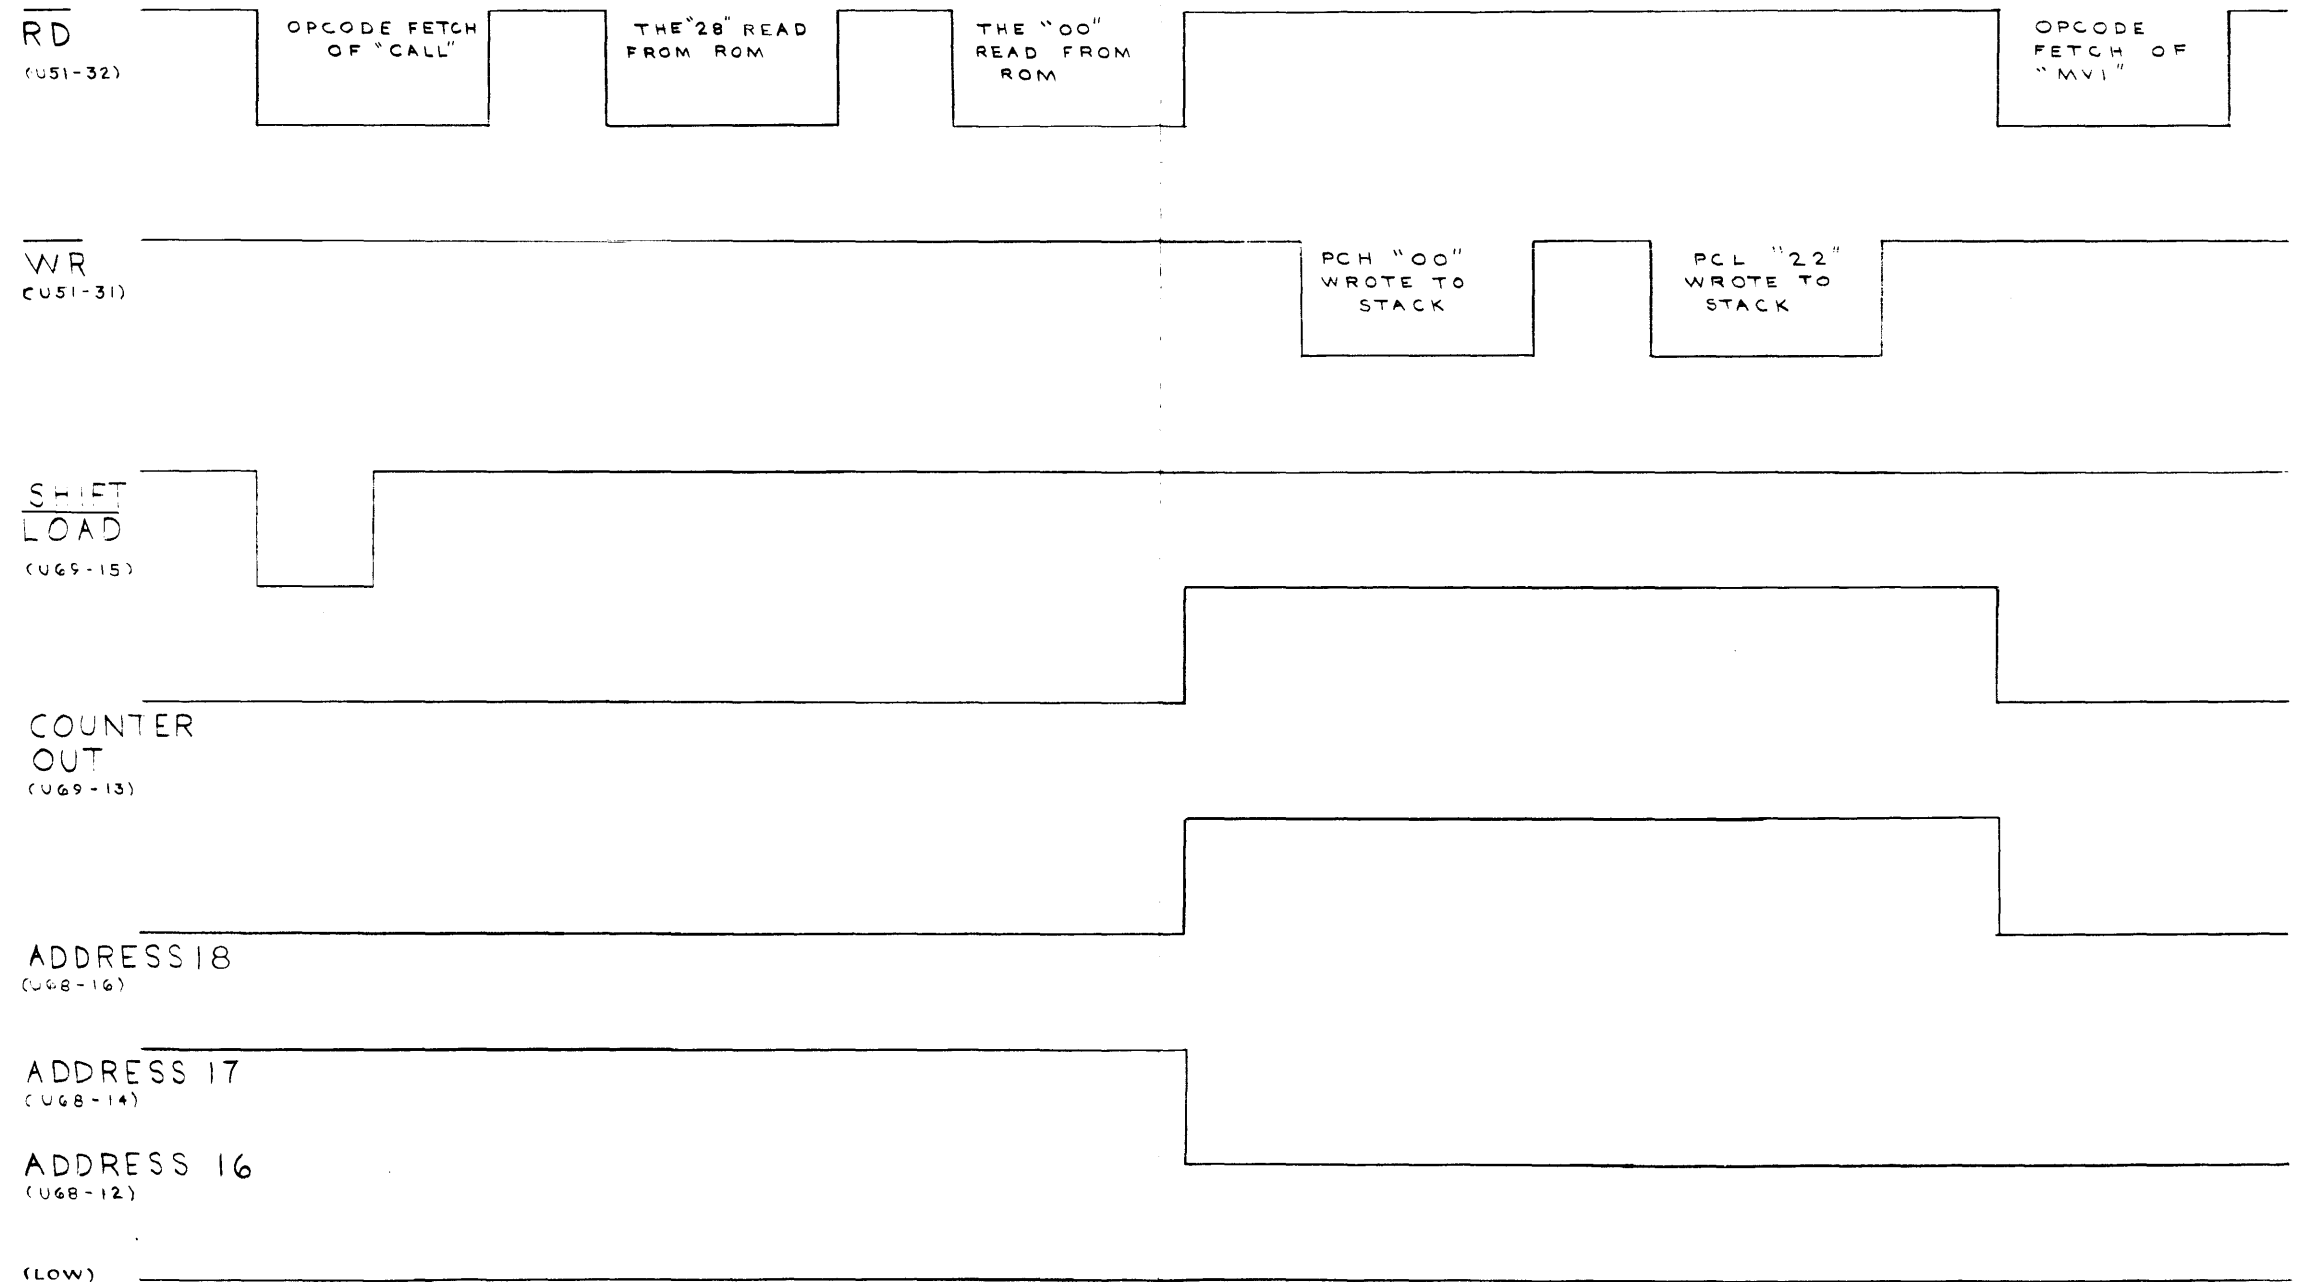 RD
(U51-32)
OPCODE FETCH
OF "CALL"
THE "28" READ
FROM ROM
THE "00"
READ FROM
ROM
OPCODE
FETCH OF
"MVI"
WR
(U51-31)
PCH "00"
WROTE TO
STACK
PCL "22"
WROTE TO
STACK
SHIFT
LOAD
(U69-15)
COUNTER
OUT
(U69-13)
ADDRESS 18
(U68-16)
ADDRESS 17
(U68-14)
ADDRESS 16
(U68-12)
(LOW)